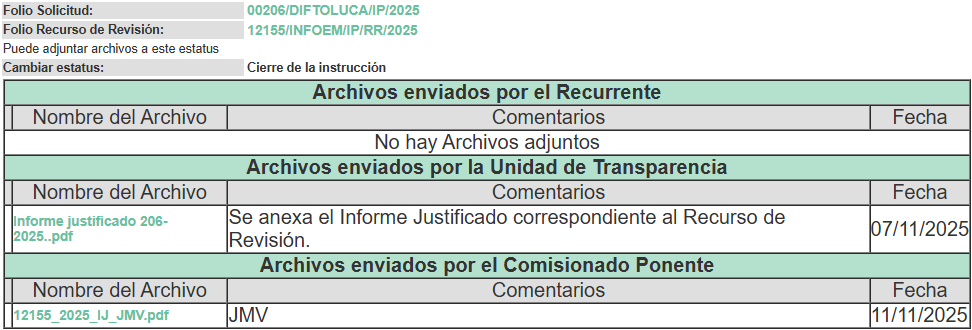 Folio Solicitud: 00206/DIFTOLUCA/IP/2025
Folio Recurso de Revisión: 12155/INFOEM/IP/RR/2025
Puede adjuntar archivos a este estatus
Cambiar estatus: Cierre de la instrucción
Archivos enviados por el Recurrente
Nombre del Archivo Comentarios Fecha
No hay Archivos adjuntos
Archivos enviados por la Unidad de Transparencia
Nombre del Archivo Comentarios Fecha
Informe justificado 206-
2025..pdf
Se anexa el Informe Justificado correspondiente al Recurso de
Revisión.
07/11/2025
Archivos enviados por el Comisionado Ponente
Nombre del Archivo Comentarios Fecha
12155_2025_IJ_JMV.pdf JMV 11/11/2025